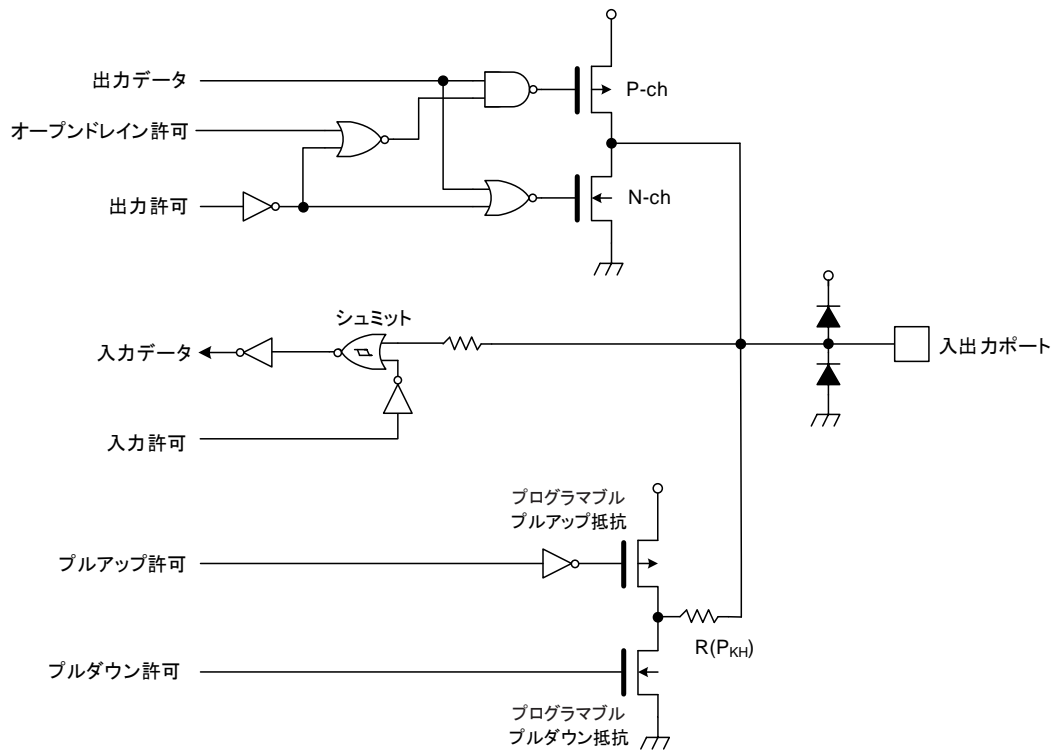 出力データ
P-ch
オープンドレイン許可
出力許可
N-ch
シュミット
入力データ
入出力ポート
入力許可
プログラマブル
プルアップ抵抗
プルアップ許可
R(PKH)
プルダウン許可
プログラマブル
プルダウン抵抗